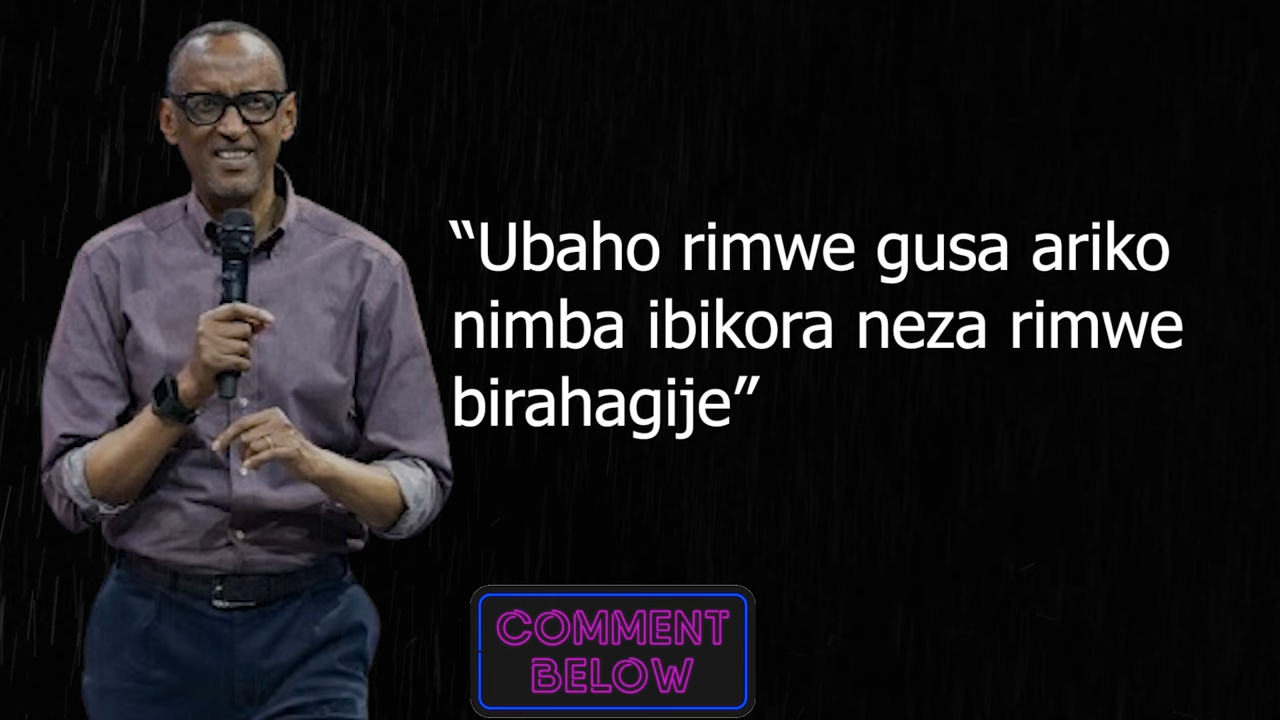 “Ubaho rimwe gusa ariko
nimba ibikora neza rimwe
birahagije”
COMMENT
BELOW